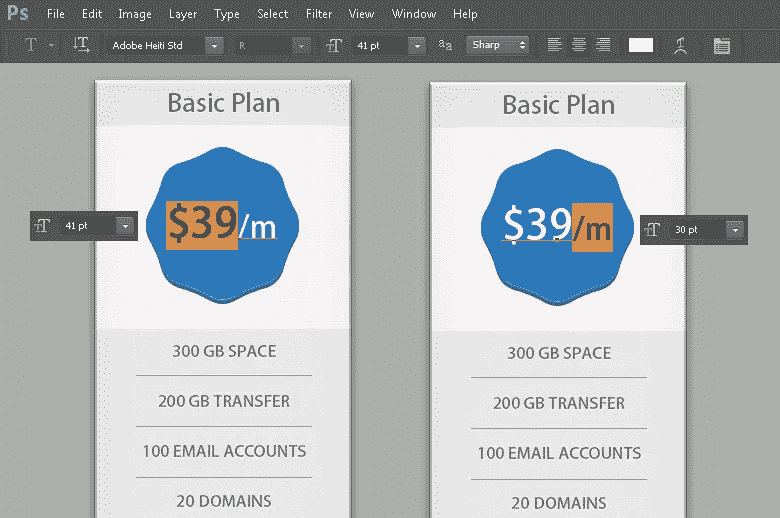 Ps File Edit Image Layer Type Select Filter View Window Help
T Adobe Heiti Std R 41 pt aa Sharp
Basic Plan
$39/m
41 pt
300 GB SPACE
200 GB TRANSFER
100 EMAIL ACCOUNTS
20 DOMAINS
Basic Plan
$39/m
30 pt
300 GB SPACE
200 GB TRANSFER
100 EMAIL ACCOUNTS
20 DOMAINS